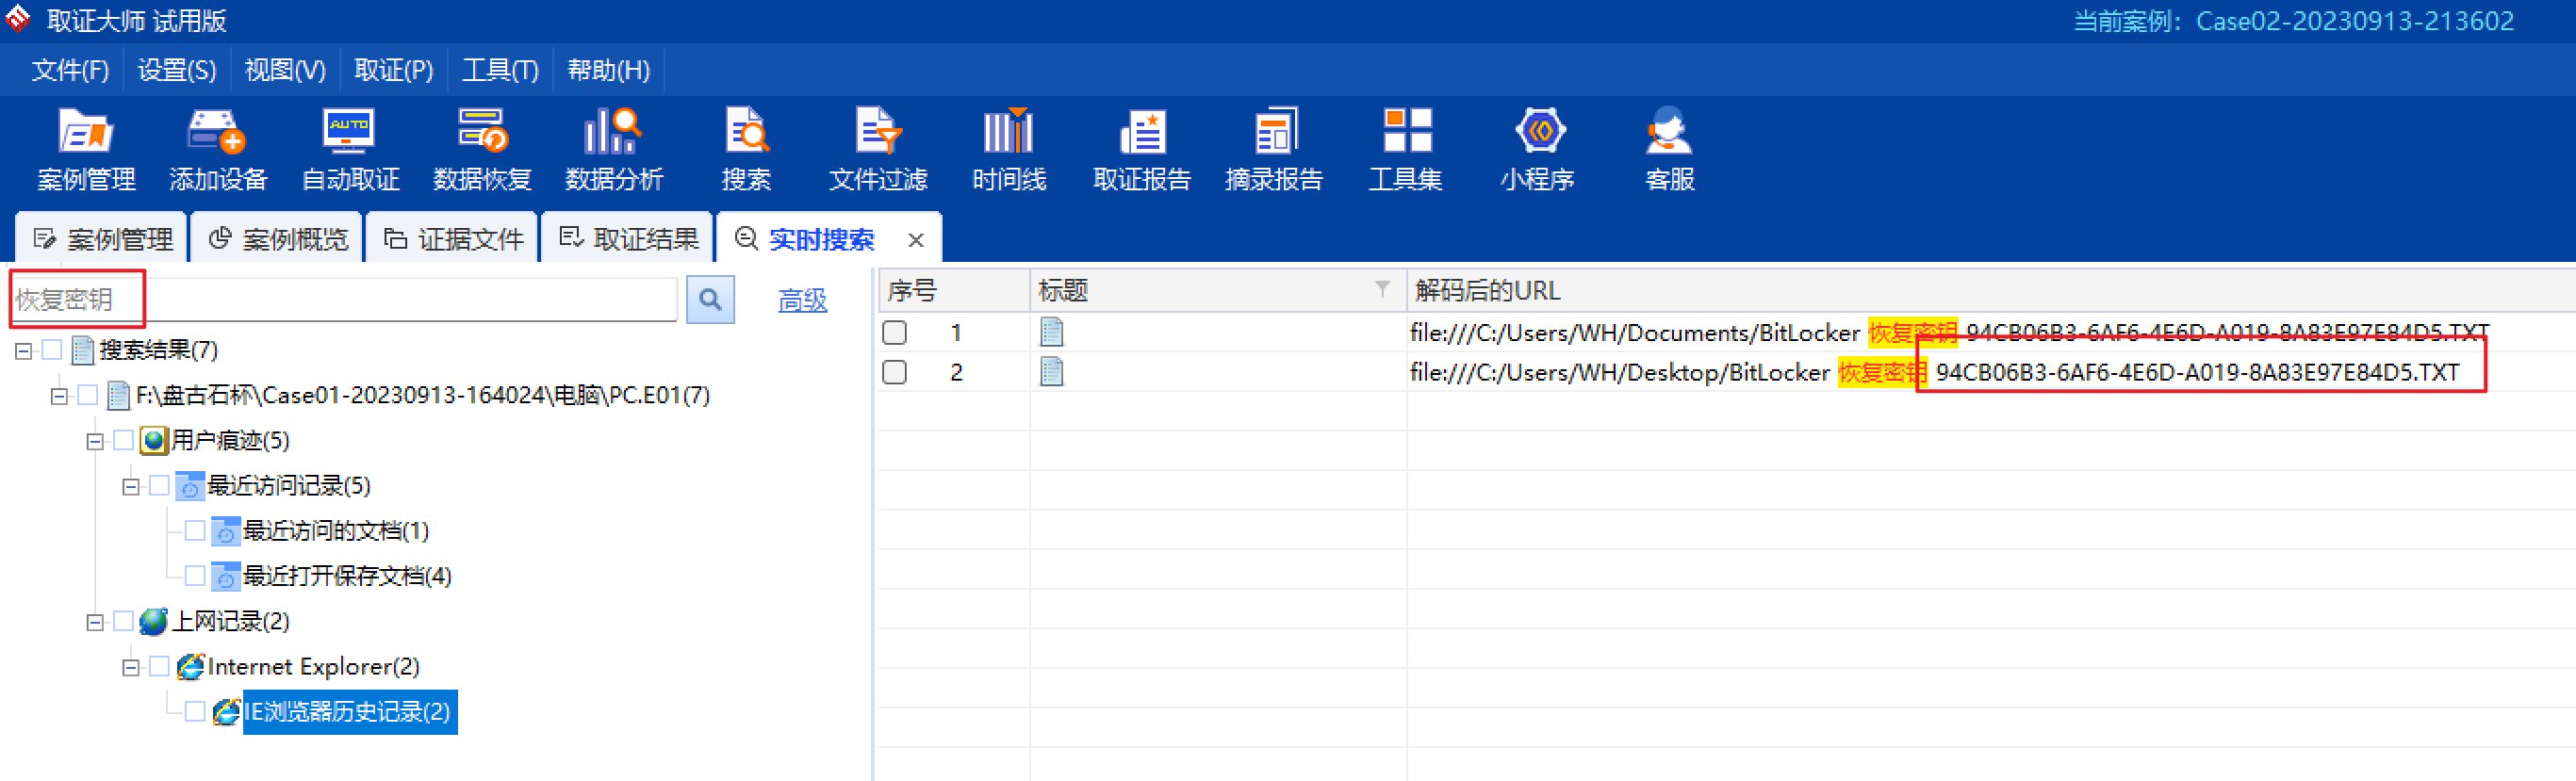 取证大师 试用版
当前案例：Case02-20230913-213602
文件(F) 设置(S) 视图(V) 取证(P) 工具(T) 帮助(H)
AUTO
案例管理 添加设备 自动取证 数据恢复 数据分析 搜索 文件过滤 时间线 取证报告 摘录报告 工具集 小程序 客服
案例管理 案例概览 证据文件 取证结果 实时搜索
恢复密钥 高级
序号 标题 解码后的URL
1 file:///C:/Users/WH/Documents/BitLocker 恢复密钥 94CB06B3-6AF6-4E6D-A019-8A83E97E84D5.TXT
2 file:///C:/Users/WH/Desktop/BitLocker 恢复密钥 94CB06B3-6AF6-4E6D-A019-8A83E97E84D5.TXT
搜索结果(7)
F:\盘古石杯\Case01-20230913-164024\电脑\PC.E01(7)
用户痕迹(5)
最近访问记录(5)
最近访问的文档(1)
最近打开保存文档(4)
上网记录(2)
Internet Explorer(2)
IE浏览器历史记录(2)